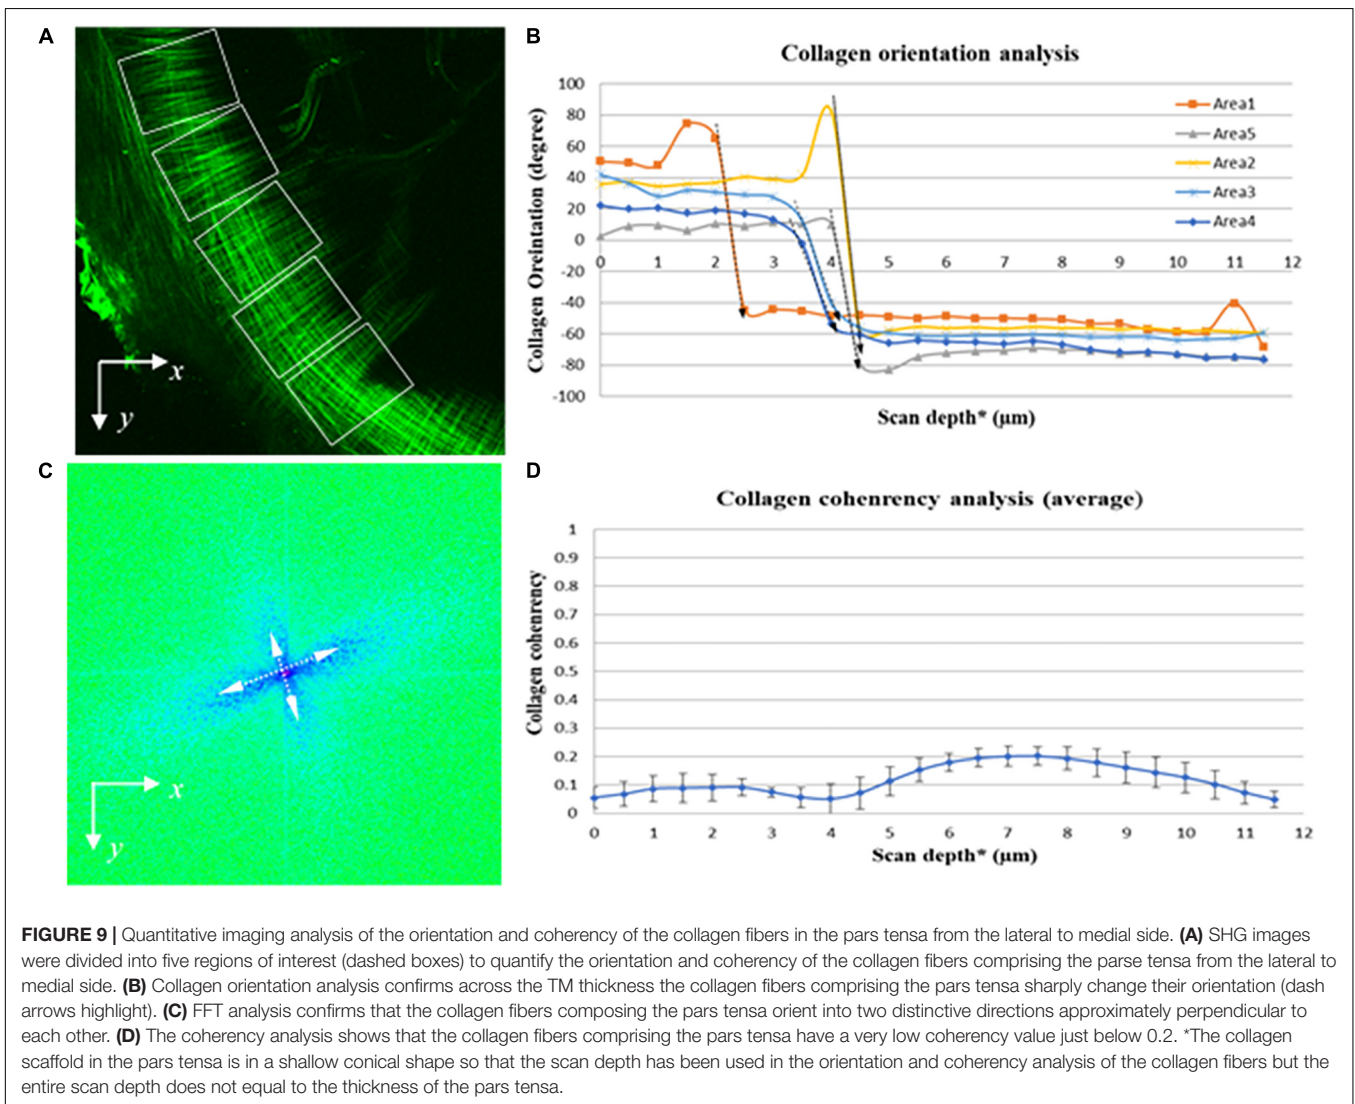 A
x
y
B
Collagen orientation analysis
Collagen Oreintation (degree)
100
80
60
40
20
0
-20
-40
-60
-80
-100
0 1 2 3 4 5 6 7 8 9 10 11 12
Area1
Area5
Area2
Area3
Area4
Scan depth* (µm)
C
x
y
D
Collagen cohenrency analysis (average)
Collagen cohenrency
1
0.9
0.8
0.7
0.6
0.5
0.4
0.3
0.2
0.1
0
0 1 2 3 4 5 6 7 8 9 10 11 12
Scan depth* (µm)
FIGURE 9 | Quantitative imaging analysis of the orientation and coherency of the collagen fibers in the pars tensa from the lateral to medial side. (A) SHG images
were divided into five regions of interest (dashed boxes) to quantify the orientation and coherency of the collagen fibers comprising the parse tensa from the lateral to
medial side. (B) Collagen orientation analysis confirms across the TM thickness the collagen fibers comprising the pars tensa sharply change their orientation (dash
arrows highlight). (C) FFT analysis confirms that the collagen fibers composing the pars tensa orient into two distinctive directions approximately perpendicular to
each other. (D) The coherency analysis shows that the collagen fibers comprising the pars tensa have a very low coherency value just below 0.2. *The collagen
scaffold in the pars tensa is in a shallow conical shape so that the scan depth has been used in the orientation and coherency analysis of the collagen fibers but the
entire scan depth does not equal to the thickness of the pars tensa.